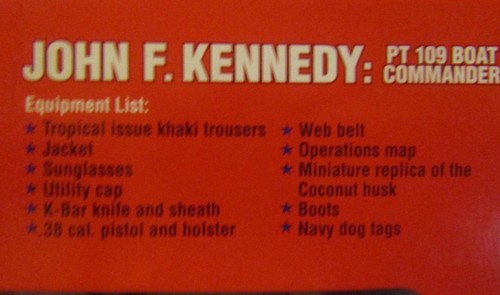 JOHN F. KENNEDY: PT 109 BOAT
COMMANDER
Equipment List:
★ Tropical issue khaki trousers
★ Jacket
★ Sunglasses
★ Utility cap
★ K-Bar knife and sheath
★ .38 cal. pistol and holster
★ Web belt
★ Operations map
★ Miniature replica of the
Coconut husk
★ Boots
★ Navy dog tags